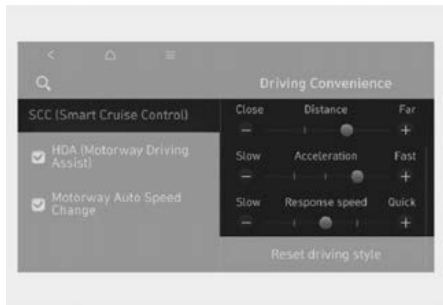 Driving Convenience
SCC (Smart Cruise Control)
HDA (Motorway Driving
Assist)
Motorway Auto Speed
Change
Close Distance Far
Slow Acceleration Fast
Slow Response speed Quick
Reset driving style